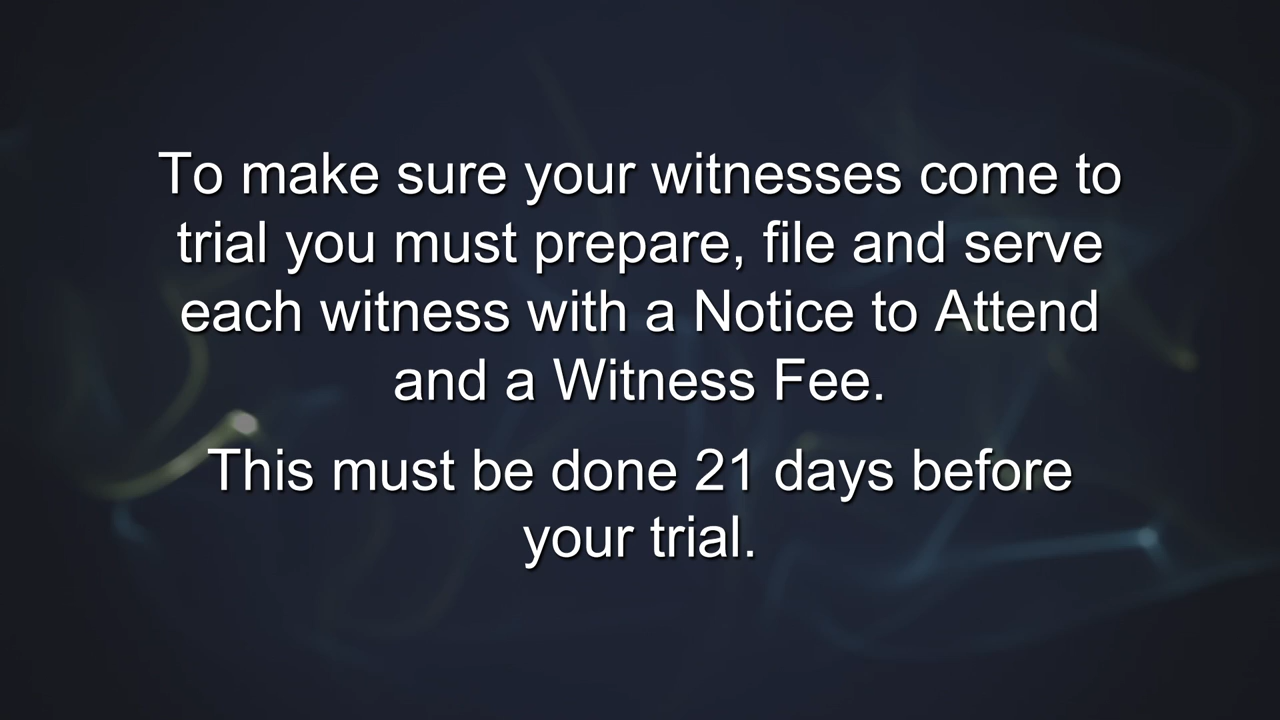 To make sure your witnesses come to
trial you must prepare, file and serve
each witness with a Notice to Attend
and a Witness Fee.
This must be done 21 days before
your trial.